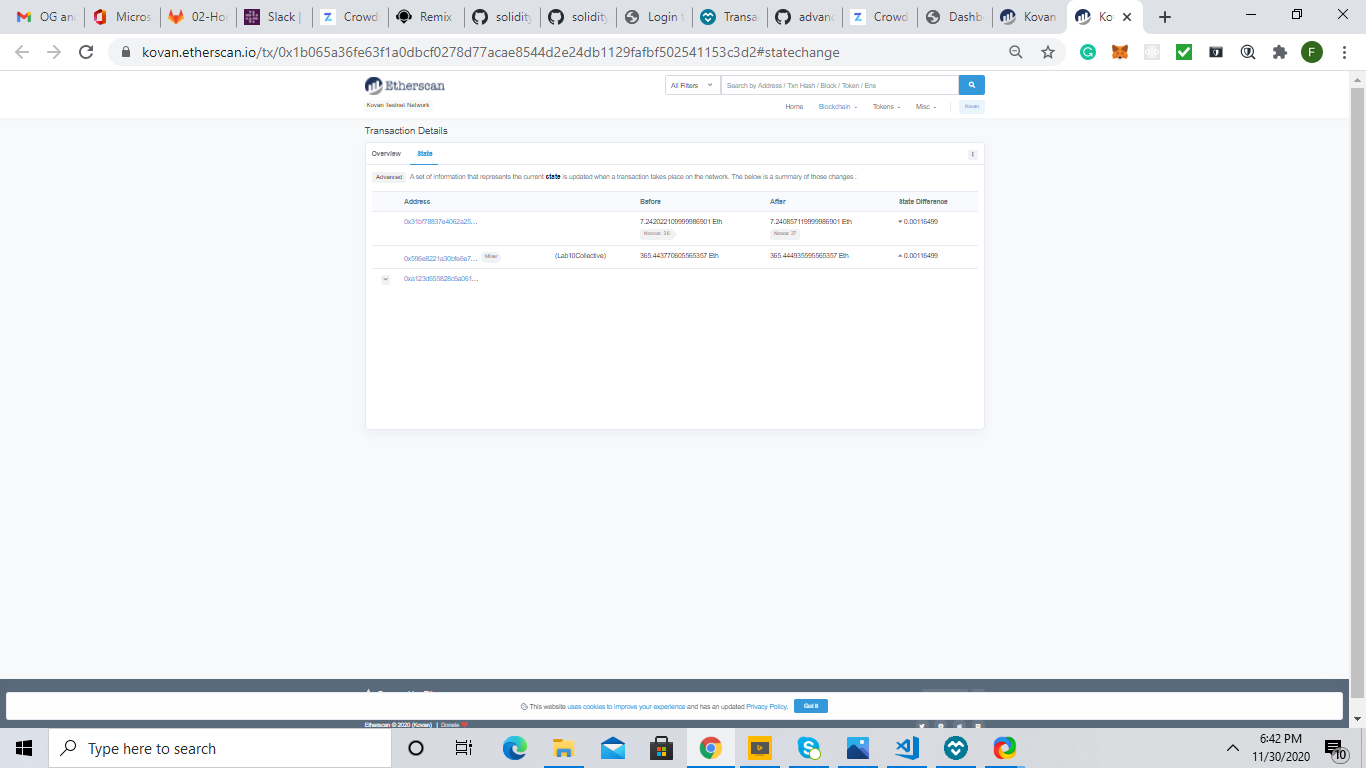 OG an
Micros
02-Hor
Slack |
Crowds
Remix
solidity
solidity
Login t
Transa
advanc
Crowd
Dashb
Kovan
Ko
kovan.etherscan.io/tx/0x1b065a36fe63f1a0dbcf0278d77acae8544d2e24db1129fafbf502541153c3d2#statechange
F
Etherscan
All Filters
Search by Address / Txn Hash / Block / Token / Ens
Kovan Testnet Network
Home Blockchain Tokens Misc Kovan
Transaction Details
Overview State
Advanced A set of information that represents the current state is updated when a transaction takes place on the network. The below is a summary of those changes :
Address Before After State Difference
0x31bf78837e4062a25... 7.242022109999986901 Eth 7.240857119999986901 Eth 0.00116499
Nonce: 36 Nonce: 37
0x596e8221a30bfe6e7... Miner (Lab10Collective) 365.443770605565357 Eth 365.444935595565357 Eth 0.00116499
0xa123d655828c6a061...
This website uses cookies to improve your experience and has an updated Privacy Policy. Got It
Etherscan © 2020 (Kovan) | Donate
Type here to search
6:42 PM
11/30/2020
10